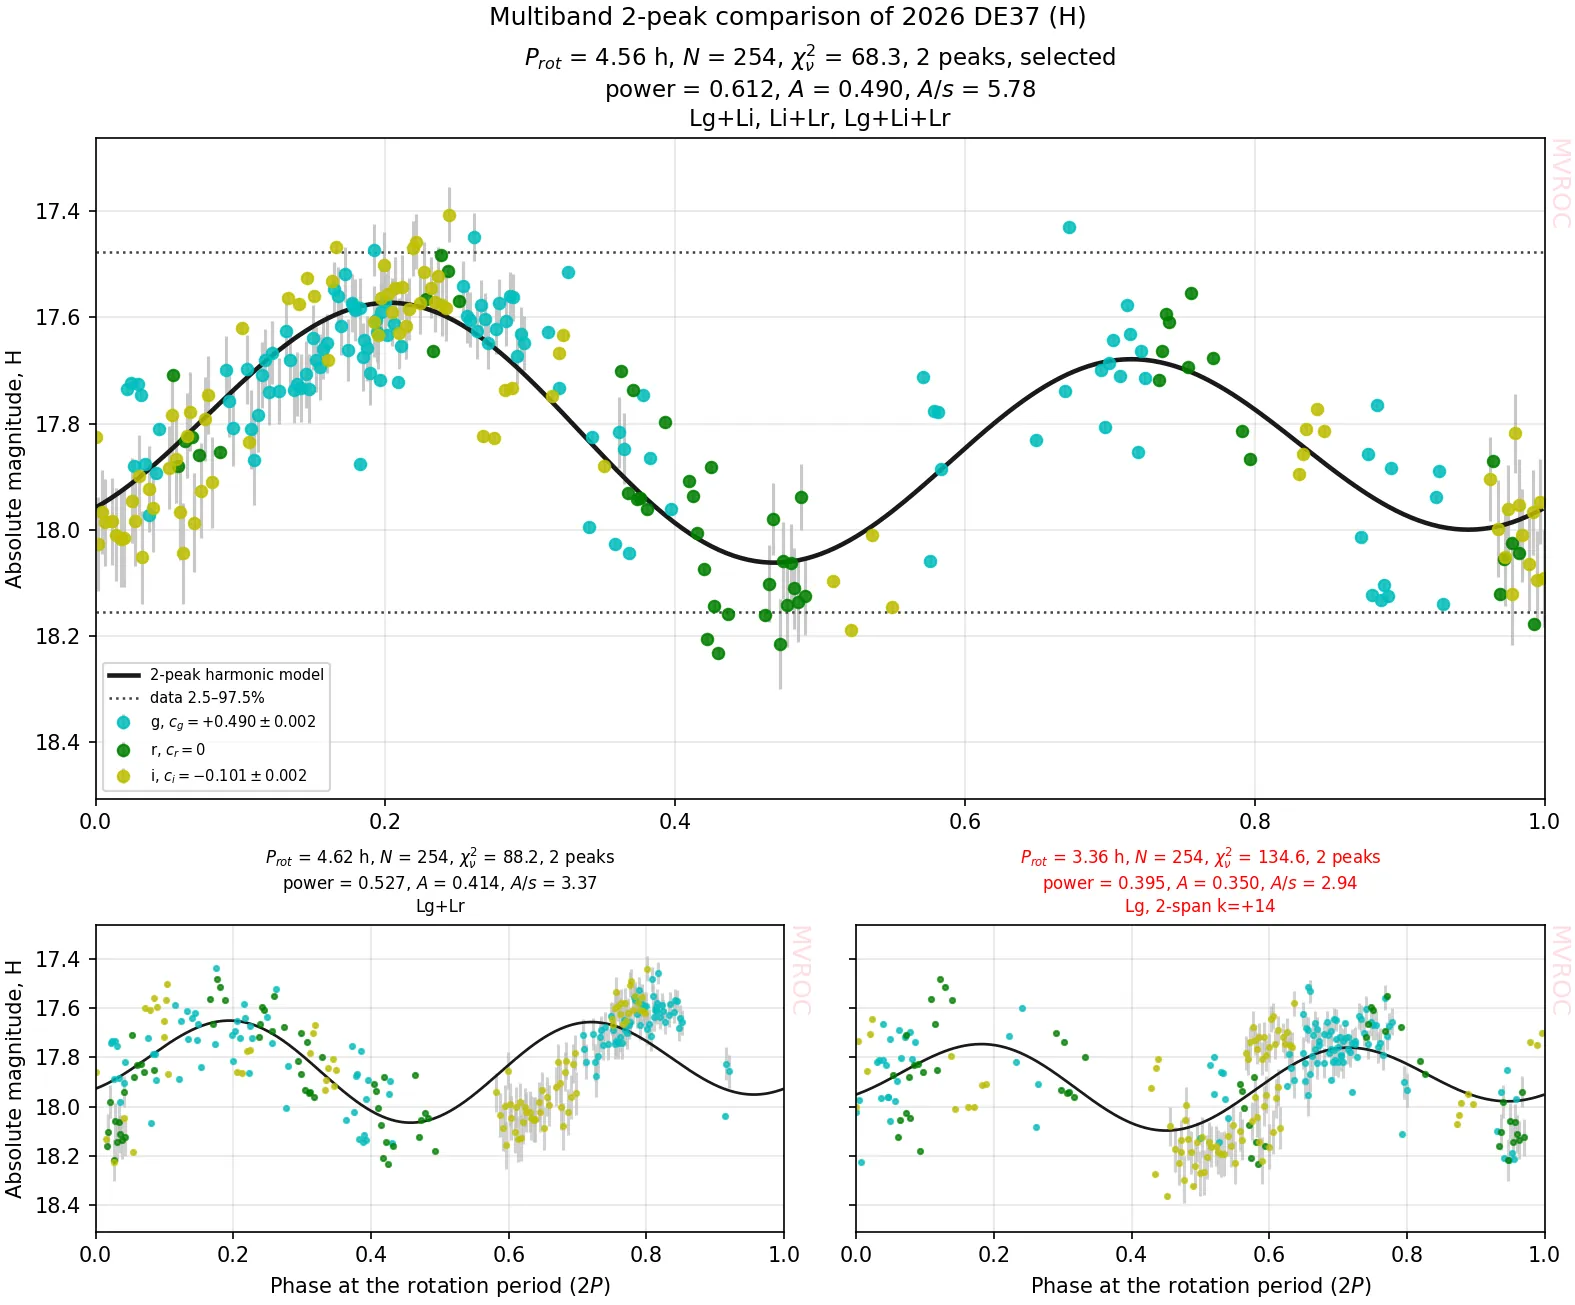 Multiband 2-peak comparison of 2026 DE37 (H)
P_rot = 4.56 h, N = 254, χ²_ν = 68.3, 2 peaks, selected
power = 0.612, A = 0.490, A/s = 5.78
Lg+Li, Li+Lr, Lg+Li+Lr
MVROC
Absolute magnitude, H
17.4
17.6
17.8
18.0
18.2
18.4
2-peak harmonic model
data 2.5–97.5%
g, c_g = +0.490 ± 0.002
r, c_r = 0
i, c_i = −0.101 ± 0.002
0.0 0.2 0.4 0.6 0.8 1.0
P_rot = 4.62 h, N = 254, χ²_ν = 88.2, 2 peaks
power = 0.527, A = 0.414, A/s = 3.37
Lg+Lr
MVROC
Absolute magnitude, H
17.4
17.6
17.8
18.0
18.2
18.4
0.0 0.2 0.4 0.6 0.8 1.0
Phase at the rotation period (2P)
P_rot = 3.36 h, N = 254, χ²_ν = 134.6, 2 peaks
power = 0.395, A = 0.350, A/s = 2.94
Lg, 2-span k=+14
MVROC
0.0 0.2 0.4 0.6 0.8 1.0
Phase at the rotation period (2P)